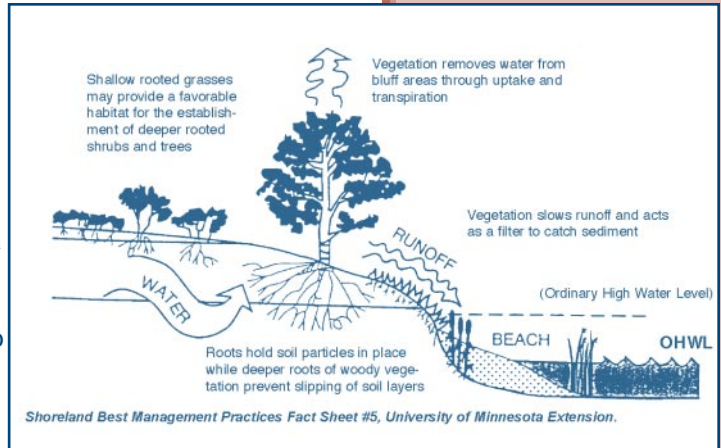 Shallow rooted grasses
may provide a favorable
habitat for the establish-
ment of deeper rooted
shrubs and trees
Vegetation removes water from
bluff areas through uptake and
transpiration
Vegetation slows runoff and acts
as a filter to catch sediment
RUNOFF
WATER
(Ordinary High Water Level)
BEACH
OHWL
Roots hold soil particles in place
while deeper roots of woody vege-
tation prevent slipping of soil layers
Shoreland Best Management Practices Fact Sheet #5, University of Minnesota Extension.